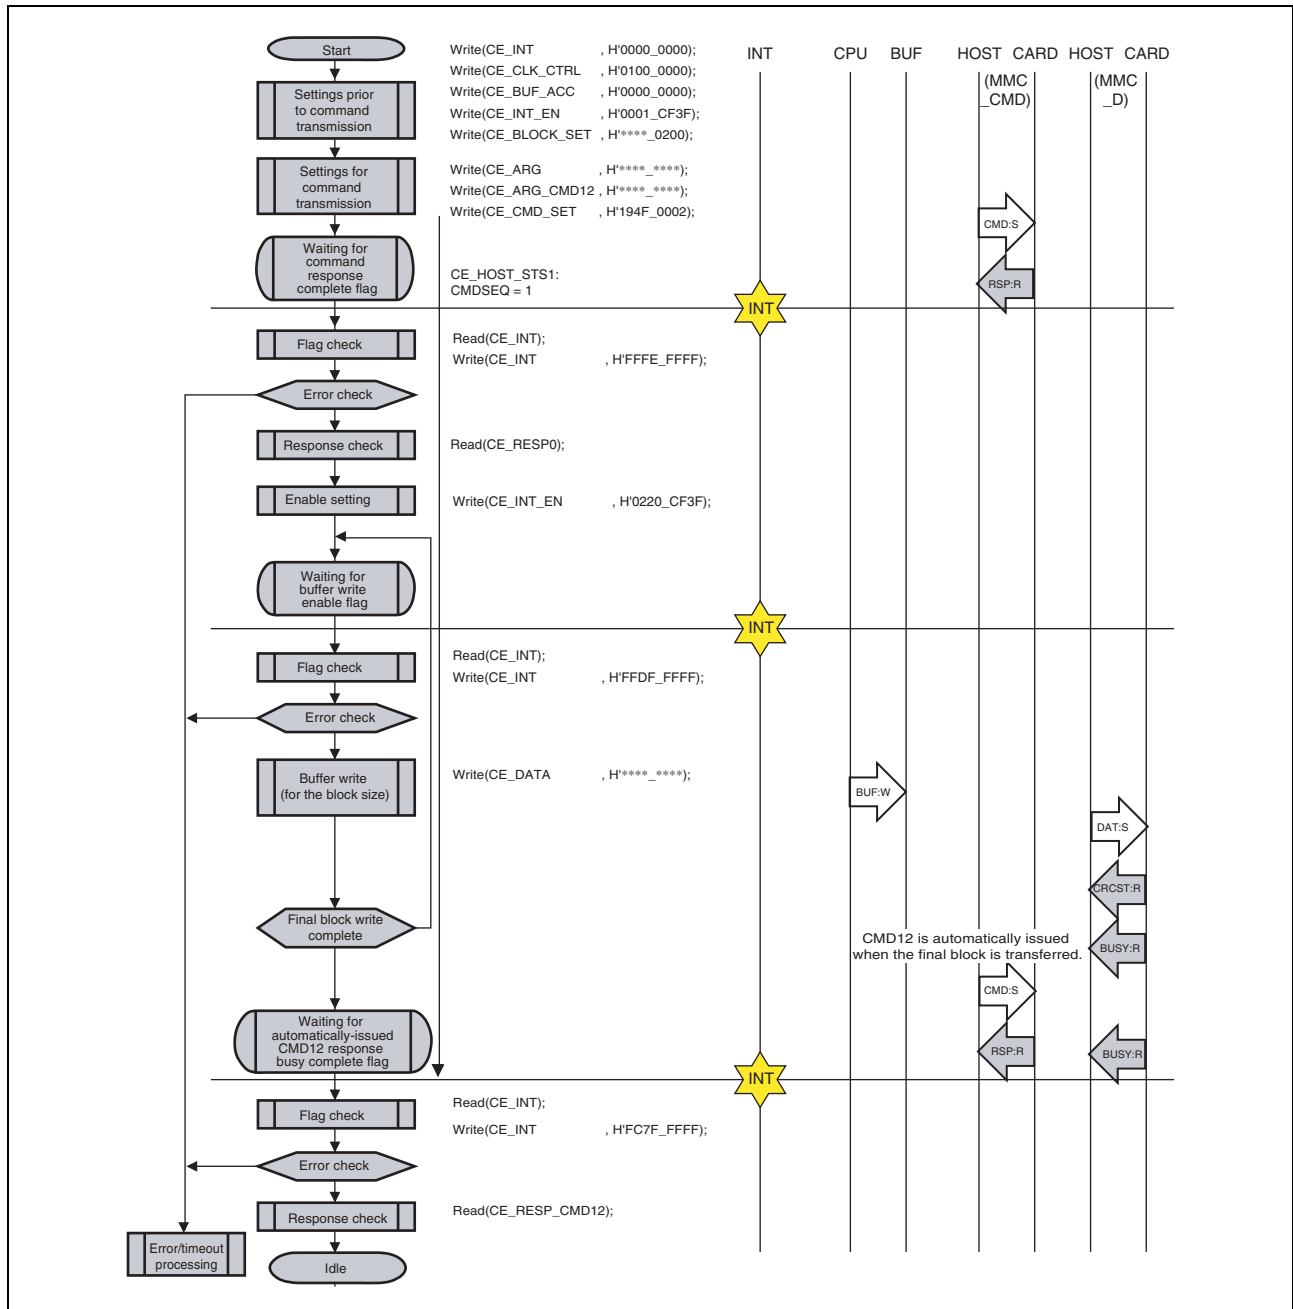 Start
Write(CE_INT , H'0000_0000);
INT
CPU
BUF
HOST CARD HOST CARD
(MMC
_CMD)
(MMC
_D)
Write(CE_CLK_CTRL , H'0100_0000);
Settings prior
to command
transmission
Write(CE_BUF_ACC , H'0000_0000);
Write(CE_INT_EN , H'0001_CF3F);
Write(CE_BLOCK_SET , H'****_0200);
Settings for
command
transmission
Write(CE_ARG , H'****_****);
Write(CE_ARG_CMD12 , H'****_****);
Write(CE_CMD_SET , H'194F_0002);
CMD:S
Waiting for
command
response
complete flag
CE_HOST_STS1:
CMDSEQ = 1
RSP:R
INT
Flag check
Read(CE_INT);
Write(CE_INT , H'FFFE_FFFF);
Error check
Response check
Read(CE_RESP0);
Enable setting
Write(CE_INT_EN , H'0220_CF3F);
Waiting for
buffer write
enable flag
INT
Flag check
Read(CE_INT);
Write(CE_INT , H'FFDF_FFFF);
Error check
Buffer write
(for the block size)
Write(CE_DATA , H'****_****);
BUF:W
DAT:S
CRCST:R
Final block write
complete
CMD12 is automatically issued
when the final block is transferred.
BUSY:R
CMD:S
Waiting for
automatically-issued
CMD12 response
busy complete flag
RSP:R
BUSY:R
INT
Flag check
Read(CE_INT);
Write(CE_INT , H'FC7F_FFFF);
Error check
Response check
Read(CE_RESP_CMD12);
Error/timeout
processing
Idle